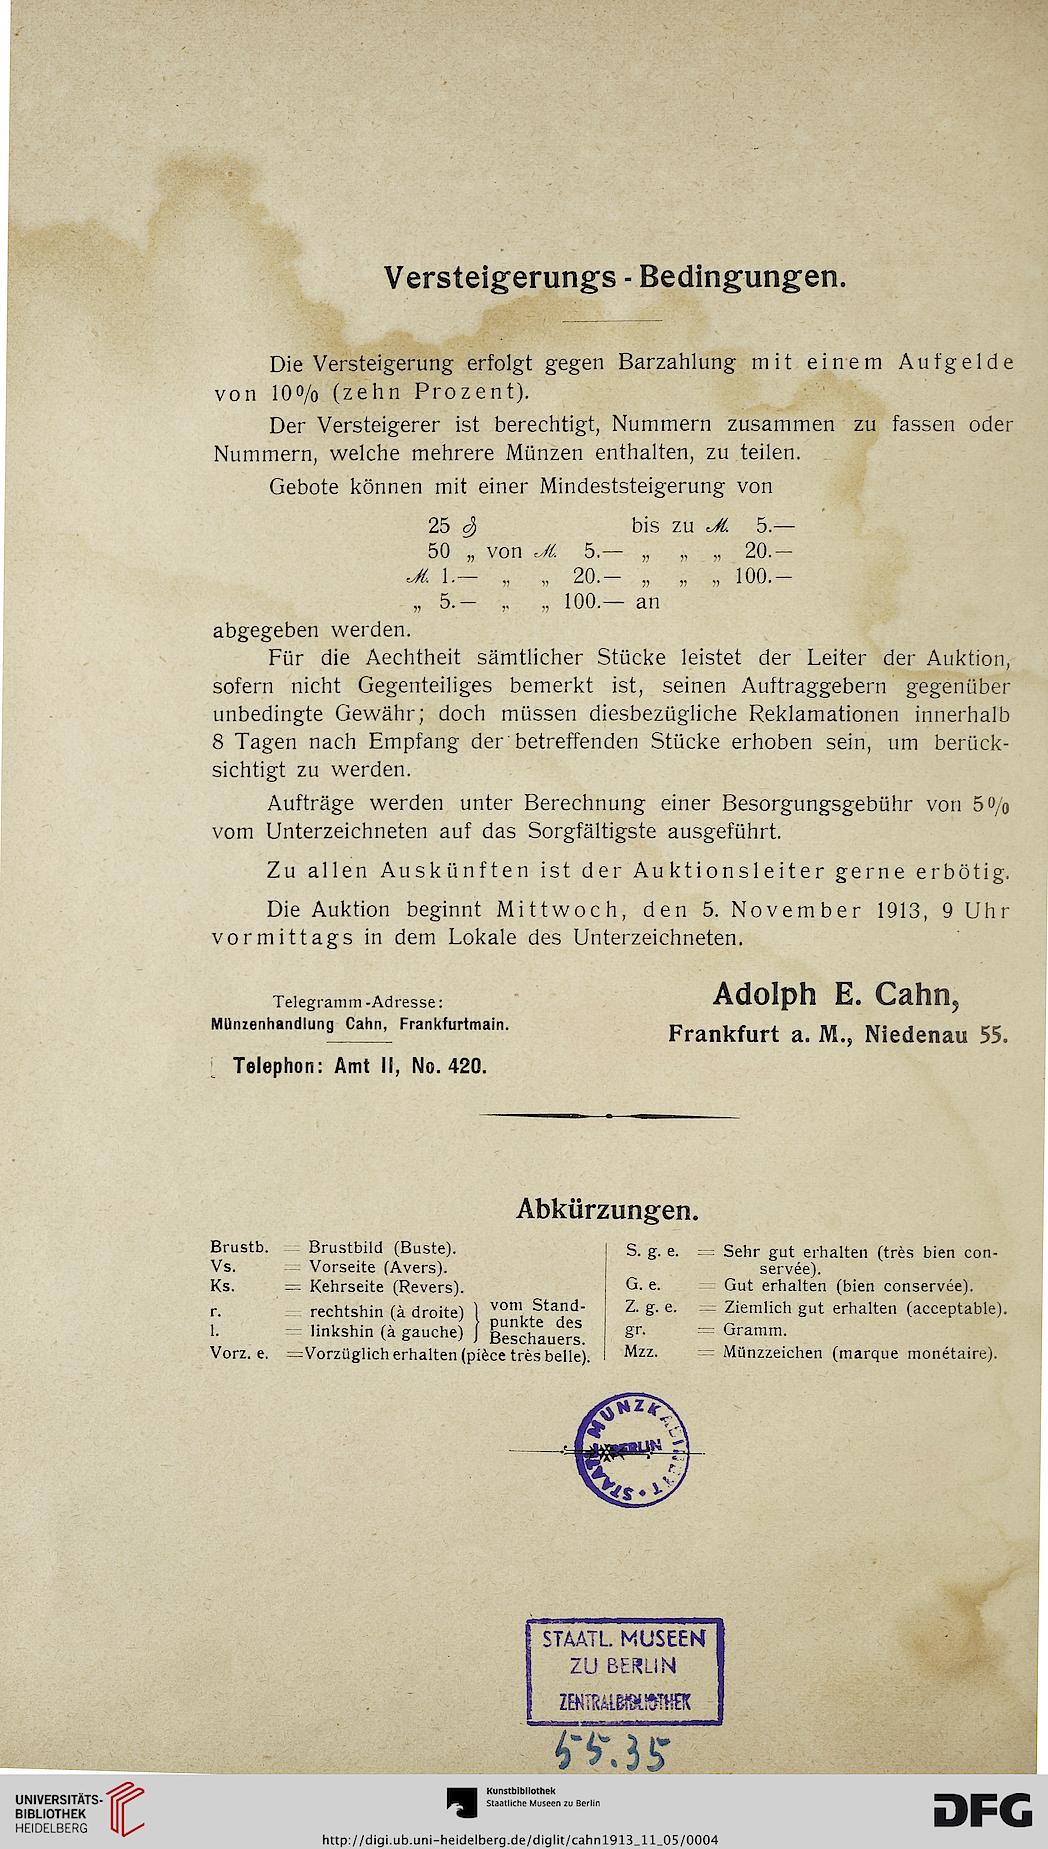 Versteigerungs - Bedingungen.
Die Versteigerung erfolgt gegen Barzahlung mit einem Aufgelde
von 10% (zehn Prozent).
Der Versteigerer ist berechtigt, Nummern zusammen zu fassen oder
Nummern, welche mehrere Münzen enthalten, zu teilen.
Gebote können mit einer Mindeststeigerung von
25 ₰ bis zu ℳ. 5.—
50 „ von ℳ. 5.— „ „ „ 20.—
ℳ. 1.— „ „ 20.— „ „ „ 100.—
„ 5.— „ „ 100.— an
abgegeben werden.
Für die Aechtheit sämtlicher Stücke leistet der Leiter der Auktion,
sofern nicht Gegenteiliges bemerkt ist, seinen Auftraggebern gegenüber
unbedingte Gewähr; doch müssen diesbezügliche Reklamationen innerhalb
8 Tagen nach Empfang der betreffenden Stücke erhoben sein, um berück-
sichtigt zu werden.
Aufträge werden unter Berechnung einer Besorgungsgebühr von 5%
vom Unterzeichneten auf das Sorgfältigste ausgeführt.
Zu allen Auskünften ist der Auktionsleiter gerne erbötig.
Die Auktion beginnt Mittwoch, den 5. November 1913, 9 Uhr
vormittags in dem Lokale des Unterzeichneten.
Telegramm-Adresse:
Münzenhandlung Cahn, Frankfurtmain.
Telephon: Amt II, No. 420.
Adolph E. Cahn,
Frankfurt a. M., Niedenau 55.
Abkürzungen.
Brustb. = Brustbild (Buste).
Vs. = Vorseite (Avers).
Ks. = Kehrseite (Revers).
r. = rechtshin (à droite)
l. = linkshin (à gauche)
} vom Stand-
punkte des
Beschauers.
Vorz. e. = Vorzüglich erhalten (pièce très belle).
S. g. e. = Sehr gut erhalten (très bien con-
servée).
G. e. = Gut erhalten (bien conservée).
Z. g. e. = Ziemlich gut erhalten (acceptable).
gr. = Gramm.
Mzz. = Münzzeichen (marque monétaire).
STAATL. MÜNZKABINETT
BERLIN
STAATL. MUSEEN
ZU BERLIN
ZENTRALBIBLIOTHEK
55.35
UNIVERSITÄTS-
BIBLIOTHEK
HEIDELBERG
Kunstbibliothek
Staatliche Museen zu Berlin
DFG
http://digi.ub.uni-heidelberg.de/diglit/cahn1913_11_05/0004